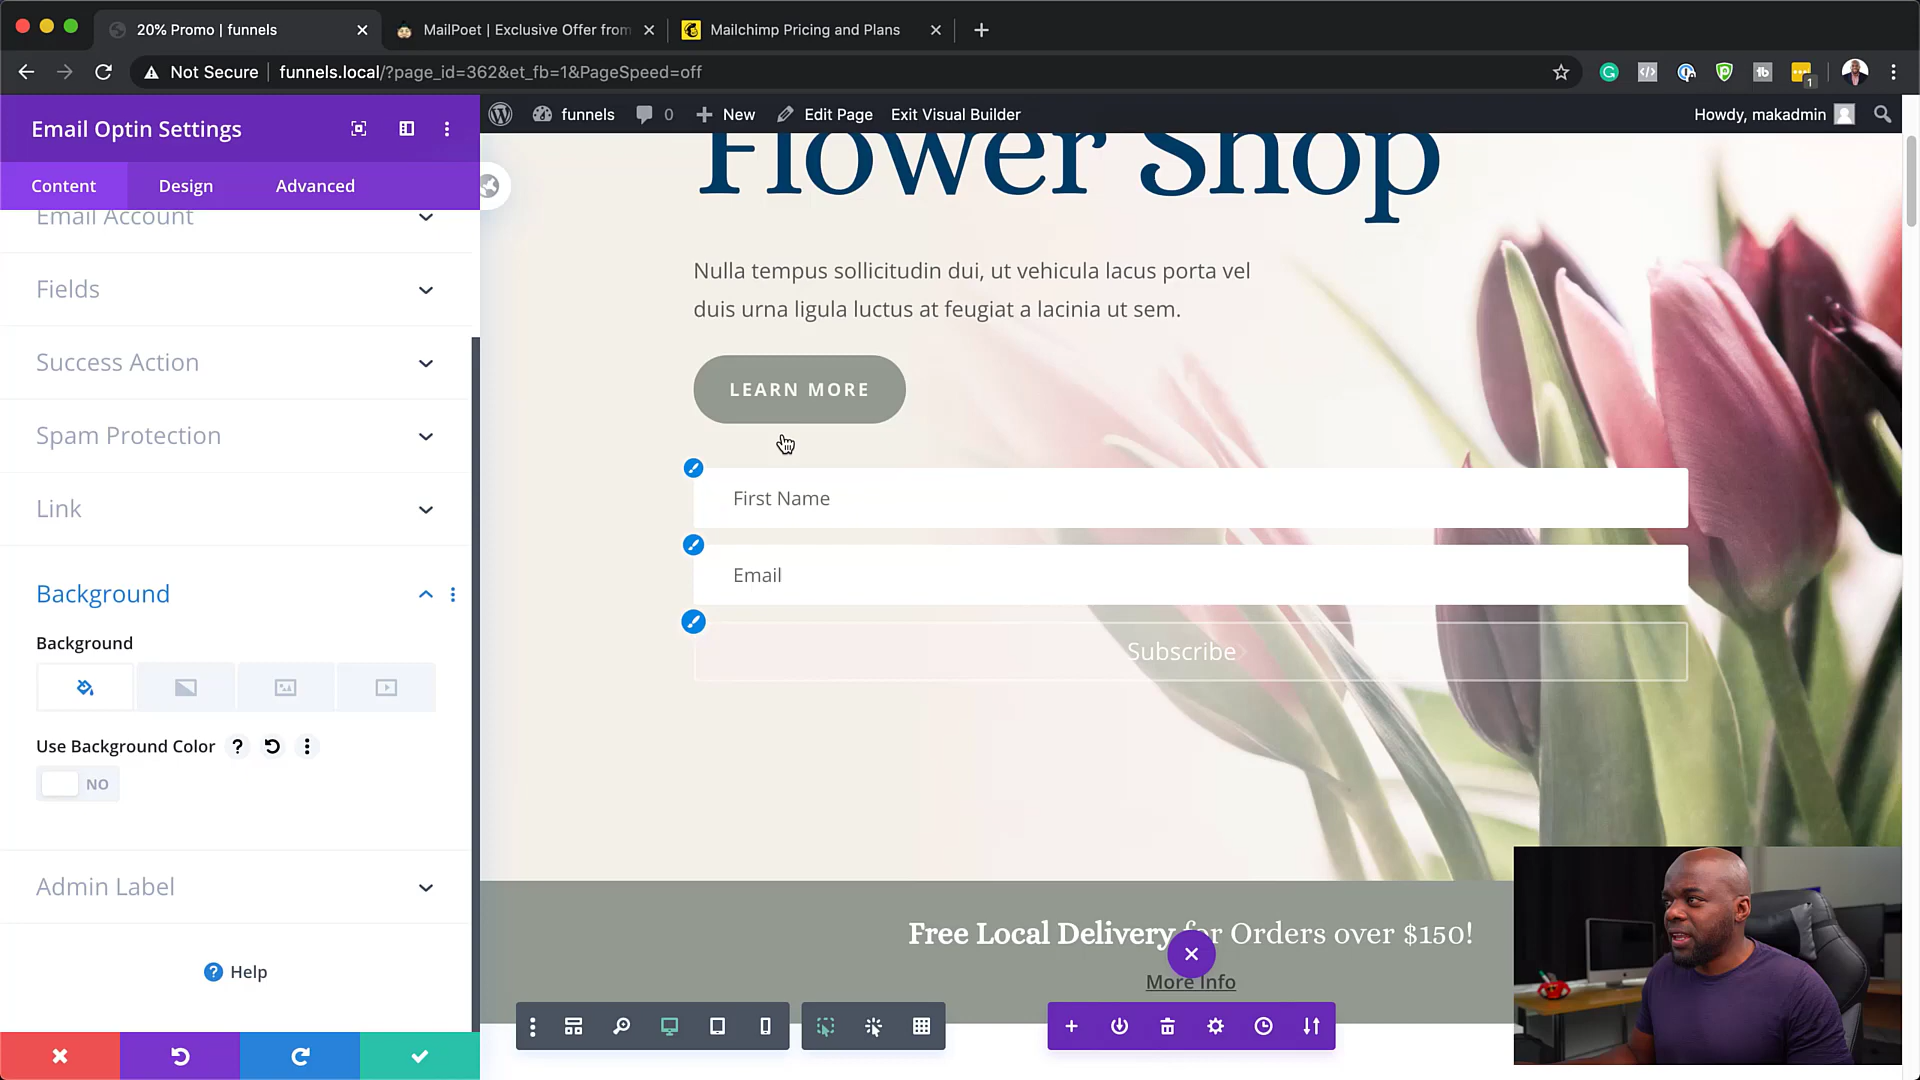 20% Promo | funnels
MailPoet | Exclusive Offer from
Mailchimp Pricing and Plans
Not Secure
funnels.local/?page_id=362&et_fb=1&PageSpeed=off
1
Email Optin Settings
funnels
0
New
Edit Page
Exit Visual Builder
Howdy, makadmin
Content
Design
Advanced
Email Account
Fields
Success Action
Spam Protection
Link
Background
Background
Use Background Color ?
NO
Admin Label
? Help
Flower Shop
Nulla tempus sollicitudin dui, ut vehicula lacus porta vel
duis urna ligula luctus at feugiat a lacinia ut sem.
LEARN MORE
First Name
Email
Subscribe
Free Local Delivery for Orders over $150!
More Info